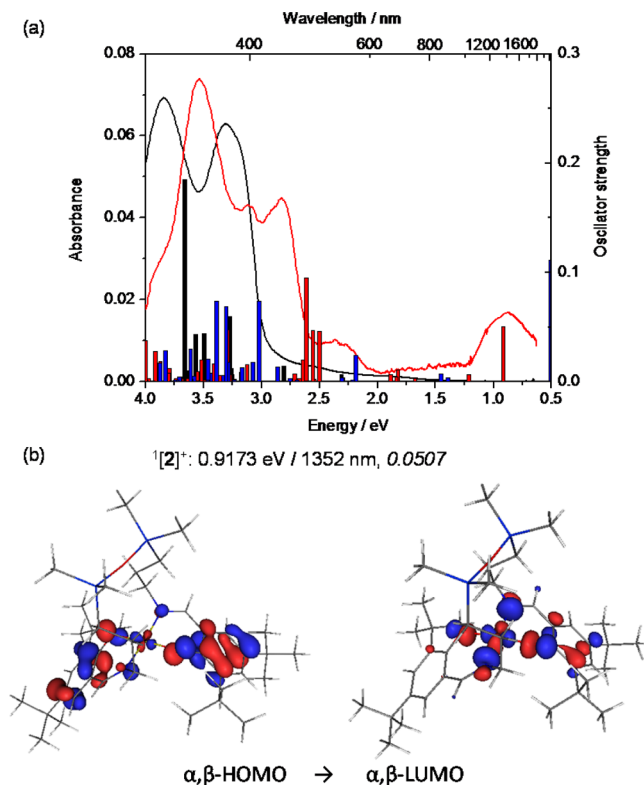 (a)
Wavelength / nm
400 600 800 1200 1600
0.08 0.3
0.06
0.2
0.04
0.1
0.02
0.00 0.0
Absorbance
Oscillator strength
4.0 3.5 3.0 2.5 2.0 1.5 1.0 0.5
Energy / eV
(b)
¹[2]⁺: 0.9173 eV / 1352 nm, 0.0507
α,β-HOMO → α,β-LUMO